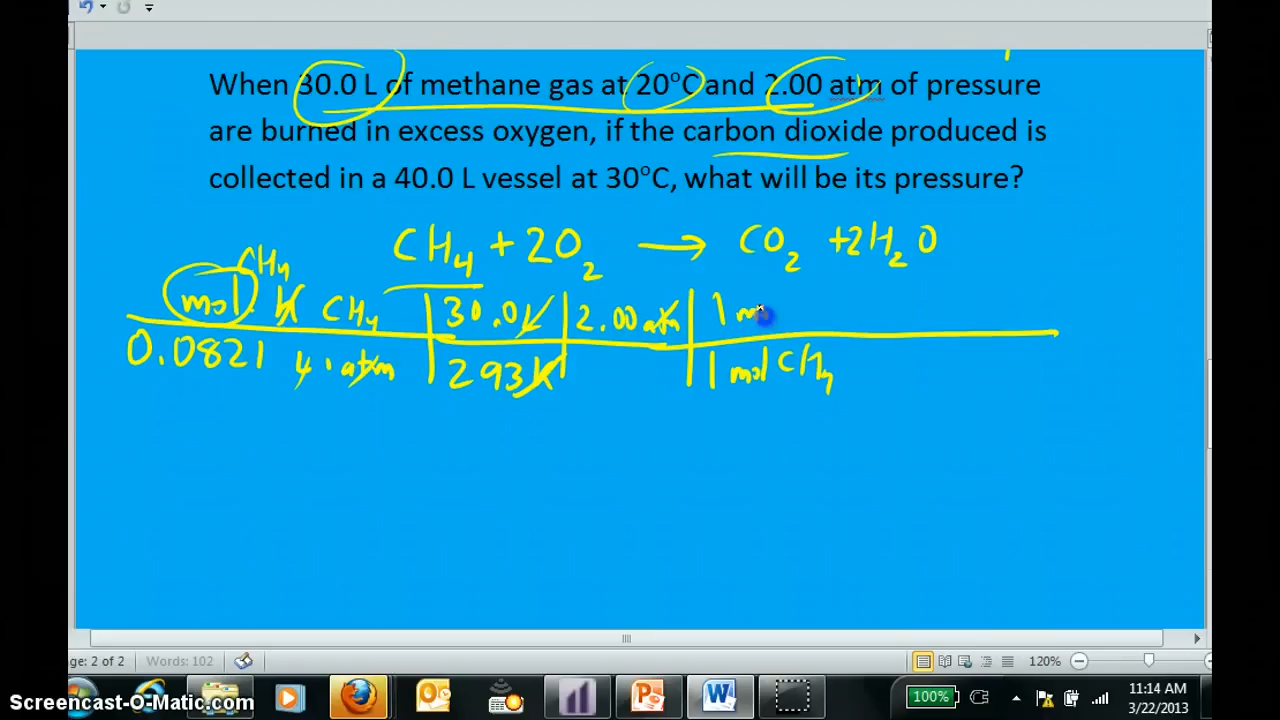 When 30.0 L of methane gas at 20°C and 2.00 atm of pressure
are burned in excess oxygen, if the carbon dioxide produced is
collected in a 40.0 L vessel at 30°C, what will be its pressure?
CH4 + 2O2 → CO2 + 2H2O
CH4
mol · K CH4 | 30.0 L | 2.00 atm | 1 m
0.0821 L · atm | 293 K | 1 mol CH4
ge: 2 of 2 Words: 102 120%
100% 11:14 AM
3/22/2013
Screencast-O-Matic.com